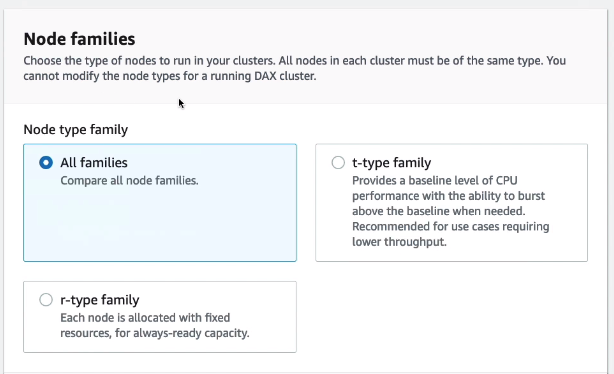 Node families
Choose the type of nodes to run in your clusters. All nodes in each cluster must be of the same type. You
cannot modify the node types for a running DAX cluster.
Node type family
All families
Compare all node families.
t-type family
Provides a baseline level of CPU
performance with the ability to burst
above the baseline when needed.
Recommended for use cases requiring
lower throughput.
r-type family
Each node is allocated with fixed
resources, for always-ready capacity.